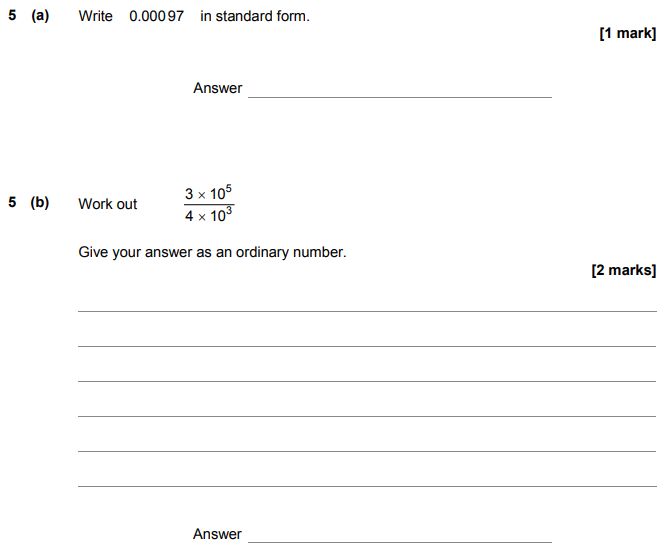 5 (a) Write 0.00097 in standard form.
[1 mark]
Answer
5 (b) Work out 3 × 10⁵ / 4 × 10³
Give your answer as an ordinary number.
[2 marks]
Answer